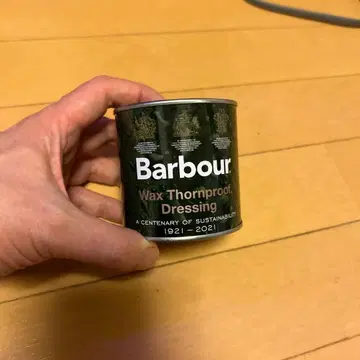 Barbour
Wax Thornproof
Dressing
A CENTENARY OF SUSTAINABILITY
1921 - 2021